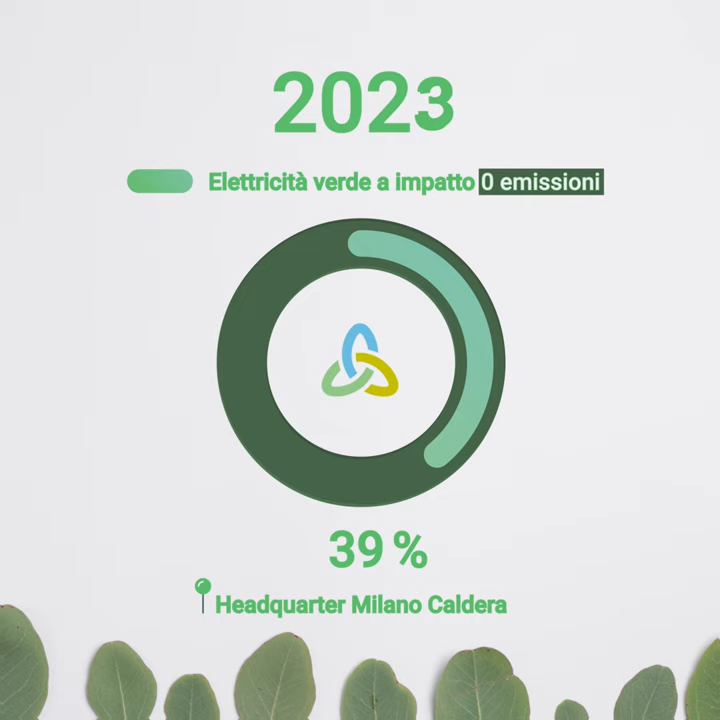 2023
Elettricità verde a impatto 0 emissioni
39 %
Headquarter Milano Caldera